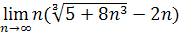 lim n→∞ n(∛5 + 8n³ − 2n)